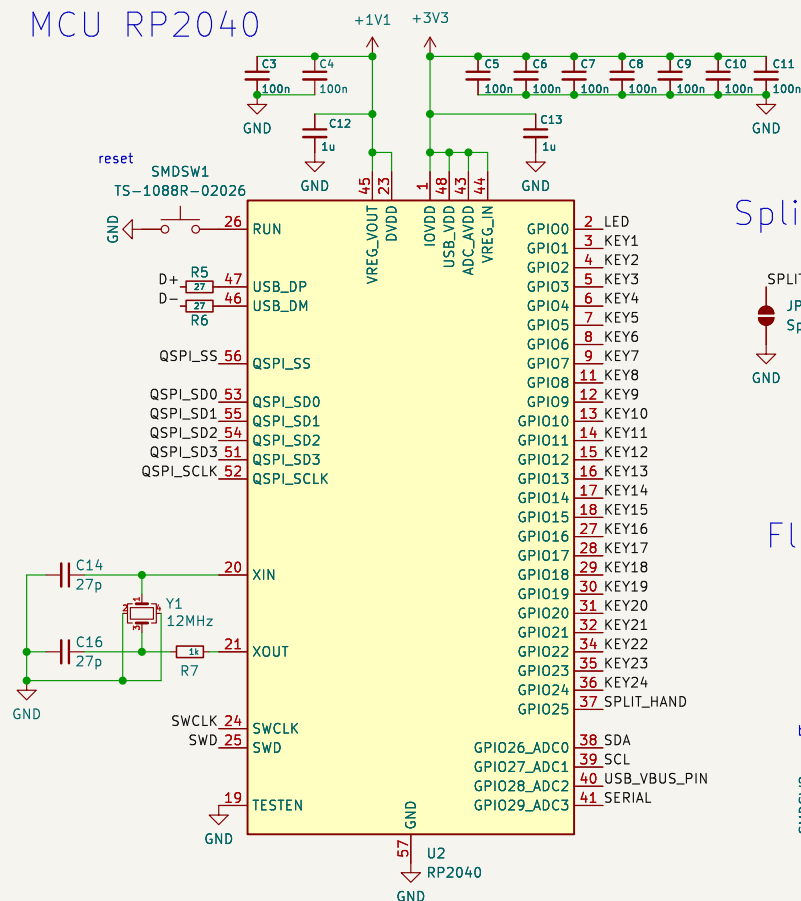 MCU RP2040
+1V1
+3V3
C3
100n
C4
100n
C5
100n
C6
100n
C7
100n
C8
100n
C9
100n
C10
100n
C11
100n
GND
GND
C12
1u
GND
C13
1u
GND
reset
SMDSW1
TS-1088R-02026
GND
45
23
1
48
43
44
VREG_VOUT
DVDD
IOVDD
USB_VDD
ADC_AVDD
VREG_IN
26 RUN
D+ R5 27 47 USB_DP
D- 27 R6 46 USB_DM
QSPI_SS 56 QSPI_SS
QSPI_SD0 53 QSPI_SD0
QSPI_SD1 55 QSPI_SD1
QSPI_SD2 54 QSPI_SD2
QSPI_SD3 51 QSPI_SD3
QSPI_SCLK 52 QSPI_SCLK
C14
27p
20 XIN
1
2
4
3
Y1
12MHz
C16
27p
1k
R7
21 XOUT
GND
SWCLK 24 SWCLK
SWD 25 SWD
19 TESTEN
GND
GPIO0 2 LED
GPIO1 3 KEY1
GPIO2 4 KEY2
GPIO3 5 KEY3
GPIO4 6 KEY4
GPIO5 7 KEY5
GPIO6 8 KEY6
GPIO7 9 KEY7
GPIO8 11 KEY8
GPIO9 12 KEY9
GPIO10 13 KEY10
GPIO11 14 KEY11
GPIO12 15 KEY12
GPIO13 16 KEY13
GPIO14 17 KEY14
GPIO15 18 KEY15
GPIO16 27 KEY16
GPIO17 28 KEY17
GPIO18 29 KEY18
GPIO19 30 KEY19
GPIO20 31 KEY20
GPIO21 32 KEY21
GPIO22 34 KEY22
GPIO23 35 KEY23
GPIO24 36 KEY24
GPIO25 37 SPLIT_HAND
GPIO26_ADC0 38 SDA
GPIO27_ADC1 39 SCL
GPIO28_ADC2 40 USB_VBUS_PIN
GPIO29_ADC3 41 SERIAL
GND
57
U2
RP2040
GND
Spli
SPLIT
JP
Sp
GND
Fl